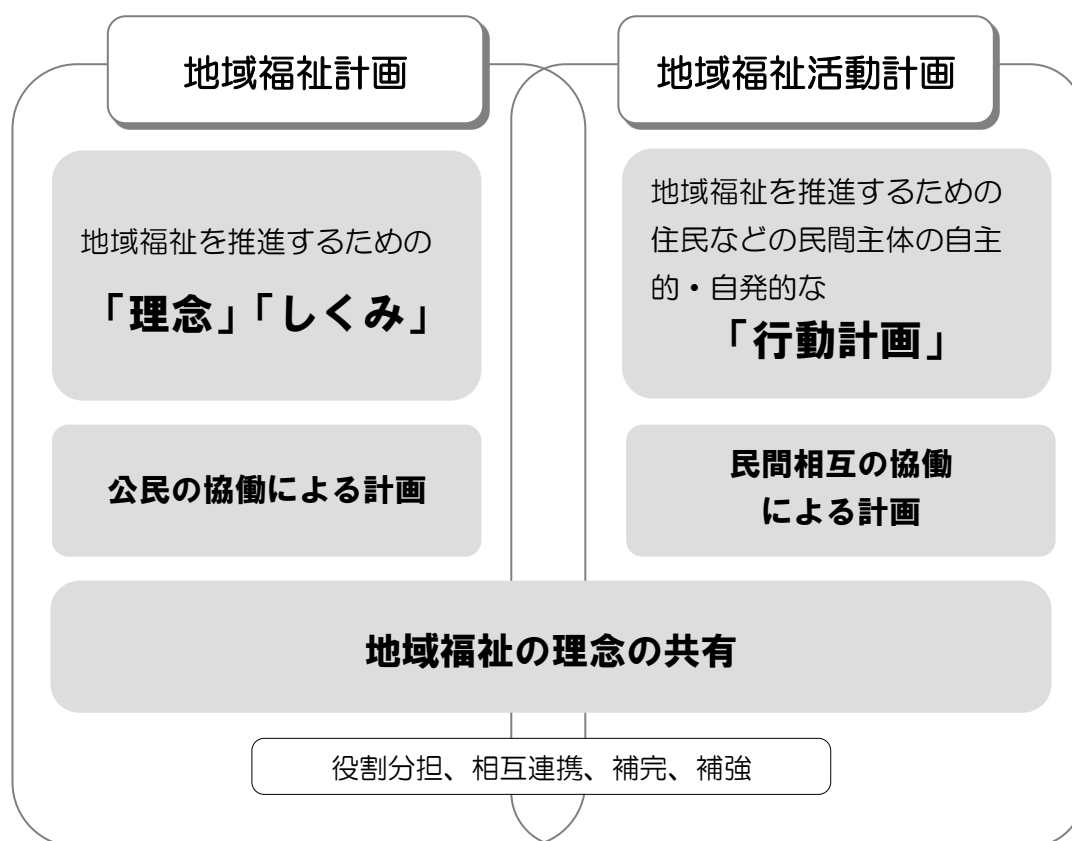 地域福祉計画
地域福祉を推進するための
「理念」「しくみ」
公民の協働による計画
地域福祉活動計画
地域福祉を推進するための
住民などの民間主体の自主
的・自発的な
「行動計画」
民間相互の協働
による計画
地域福祉の理念の共有
役割分担、相互連携、補完、補強